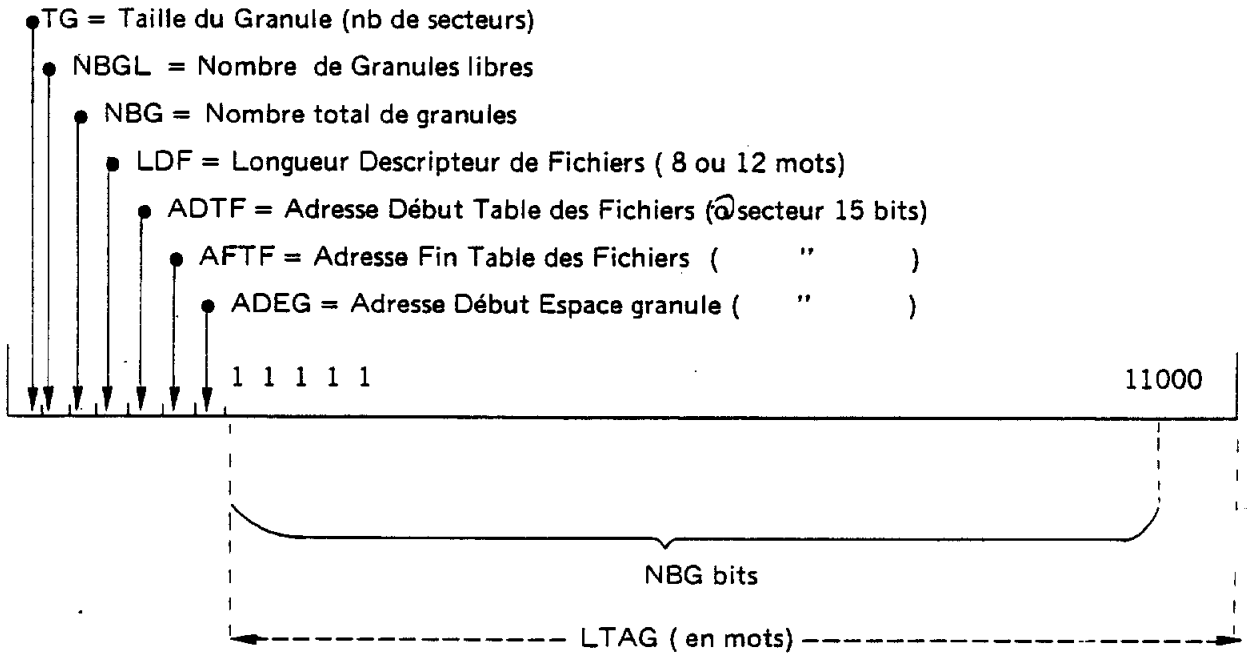 TG = Taille du Granule (nb de secteurs)
NBGL = Nombre de Granules libres
NBG = Nombre total de granules
LDF = Longueur Descripteur de Fichiers ( 8 ou 12 mots)
ADTF = Adresse Début Table des Fichiers (@secteur 15 bits)
AFTF = Adresse Fin Table des Fichiers ( " )
ADEG = Adresse Début Espace granule ( " )
1 1 1 1 1 11000
NBG bits
LTAG ( en mots)